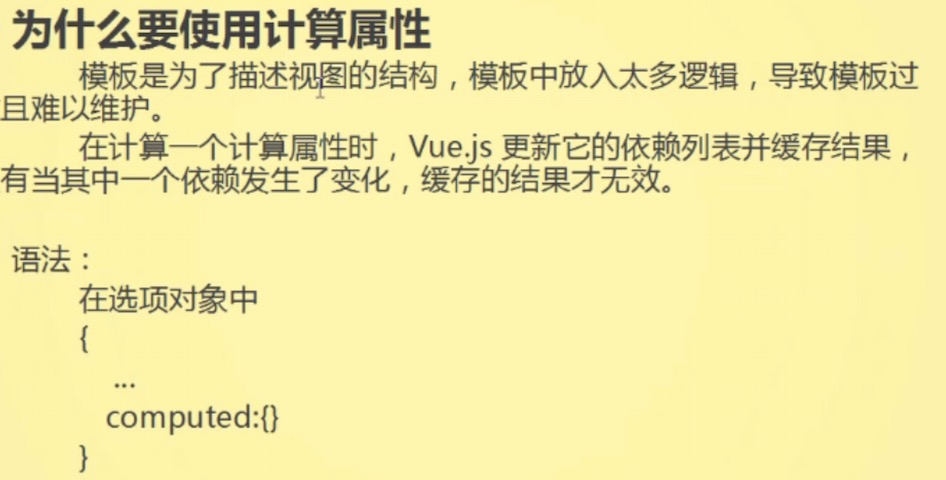 为什么要使用计算属性
模板是为了描述视图的结构，模板中放入太多逻辑，导致模板过
且难以维护。
在计算一个计算属性时，Vue.js 更新它的依赖列表并缓存结果，
有当其中一个依赖发生了变化，缓存的结果才无效。
语法：
在选项对象中
{
...
computed:{}
}